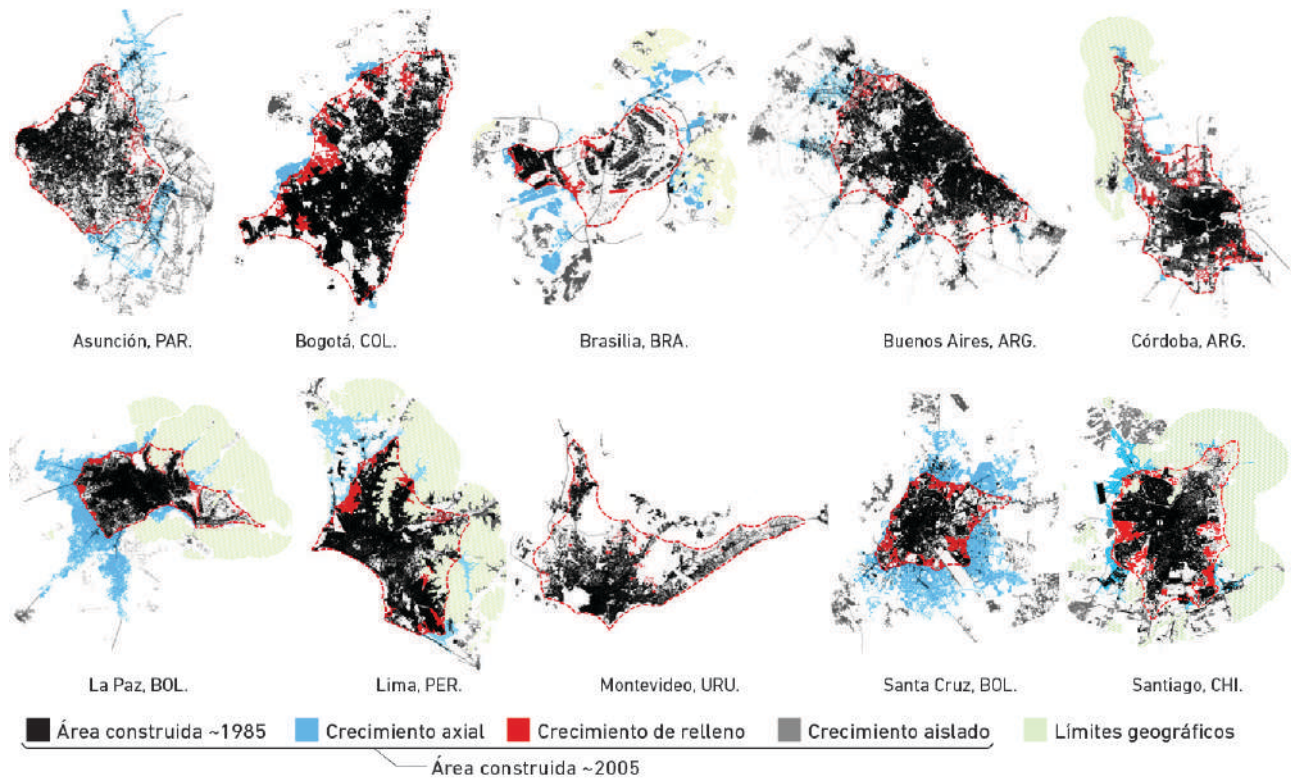 Asunción, PAR.
Bogotá, COL.
Brasilia, BRA.
Buenos Aires, ARG.
Córdoba, ARG.
La Paz, BOL.
Lima, PER.
Montevideo, URU.
Santa Cruz, BOL.
Santiago, CHI.
Área construida ~1985
Crecimiento axial
Crecimiento de relleno
Crecimiento aislado
Límites geográficos
Área construida ~2005